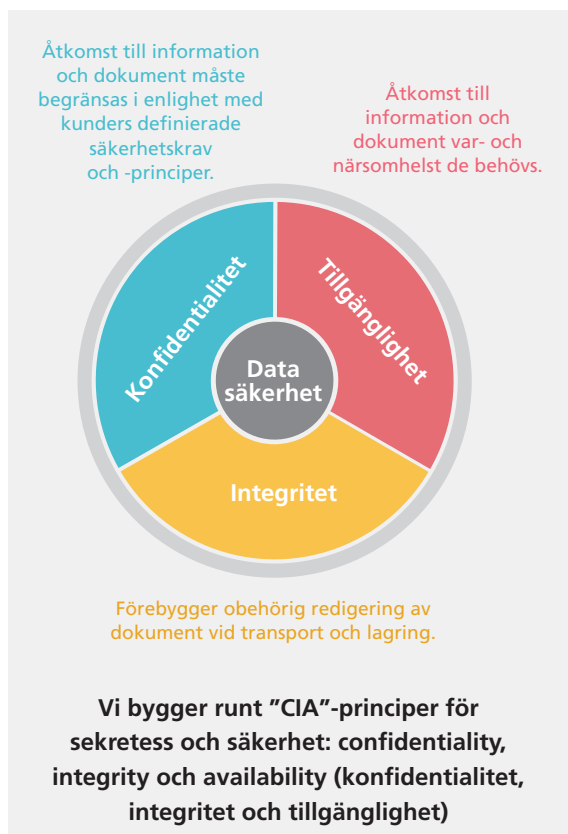 Åtkomst till information
och dokument måste
begränsas i enlighet med
kunders definierade
säkerhetskrav
och -principer.
Åtkomst till
information och
dokument var- och
närsomhelst de behövs.
Konfidentialitet
Tillgänglighet
Data
säkerhet
Integritet
Förebygger obehörig redigering av
dokument vid transport och lagring.
Vi bygger runt ”CIA”-principer för
sekretess och säkerhet: confidentiality,
integrity och availability (konfidentialitet,
integritet och tillgänglighet)